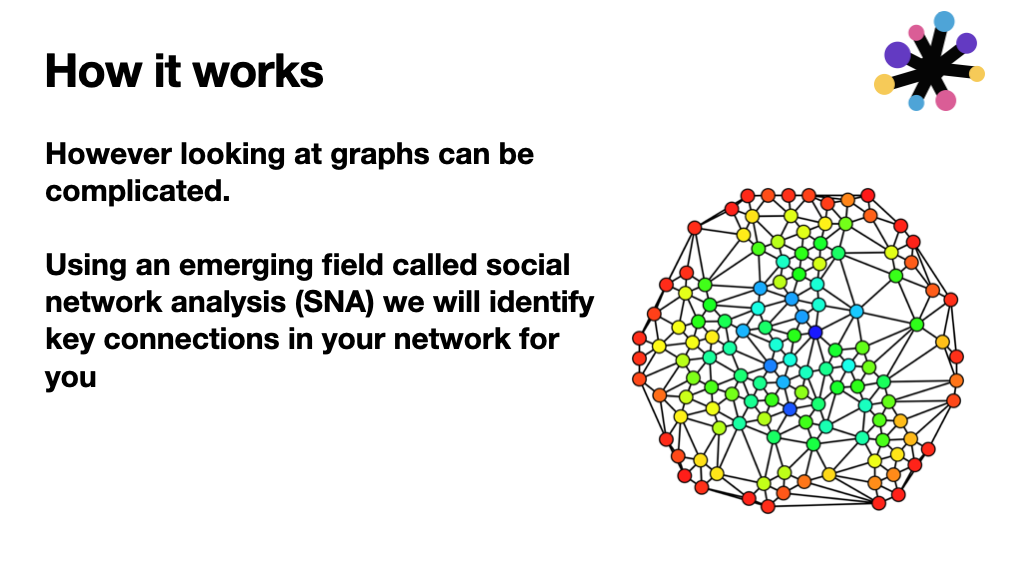 How it works
However looking at graphs can be
complicated.
Using an emerging field called social
network analysis (SNA) we will identify
key connections in your network for
you